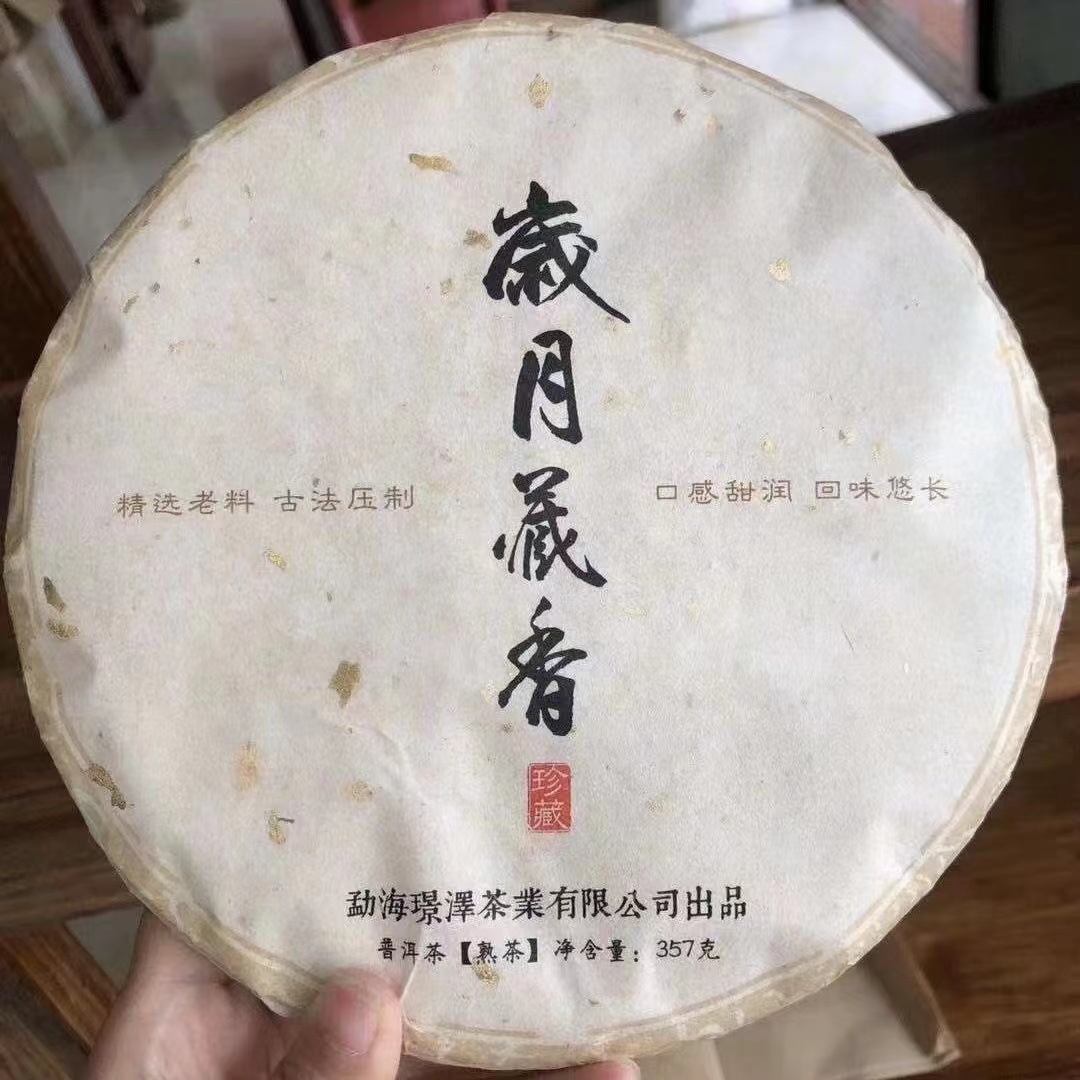 歲月藏香
精选老料 古法压制
口感甜润 回味悠长
珍藏
勐海璟澤茶業有限公司出品
普洱茶【熟茶】净含量：357克